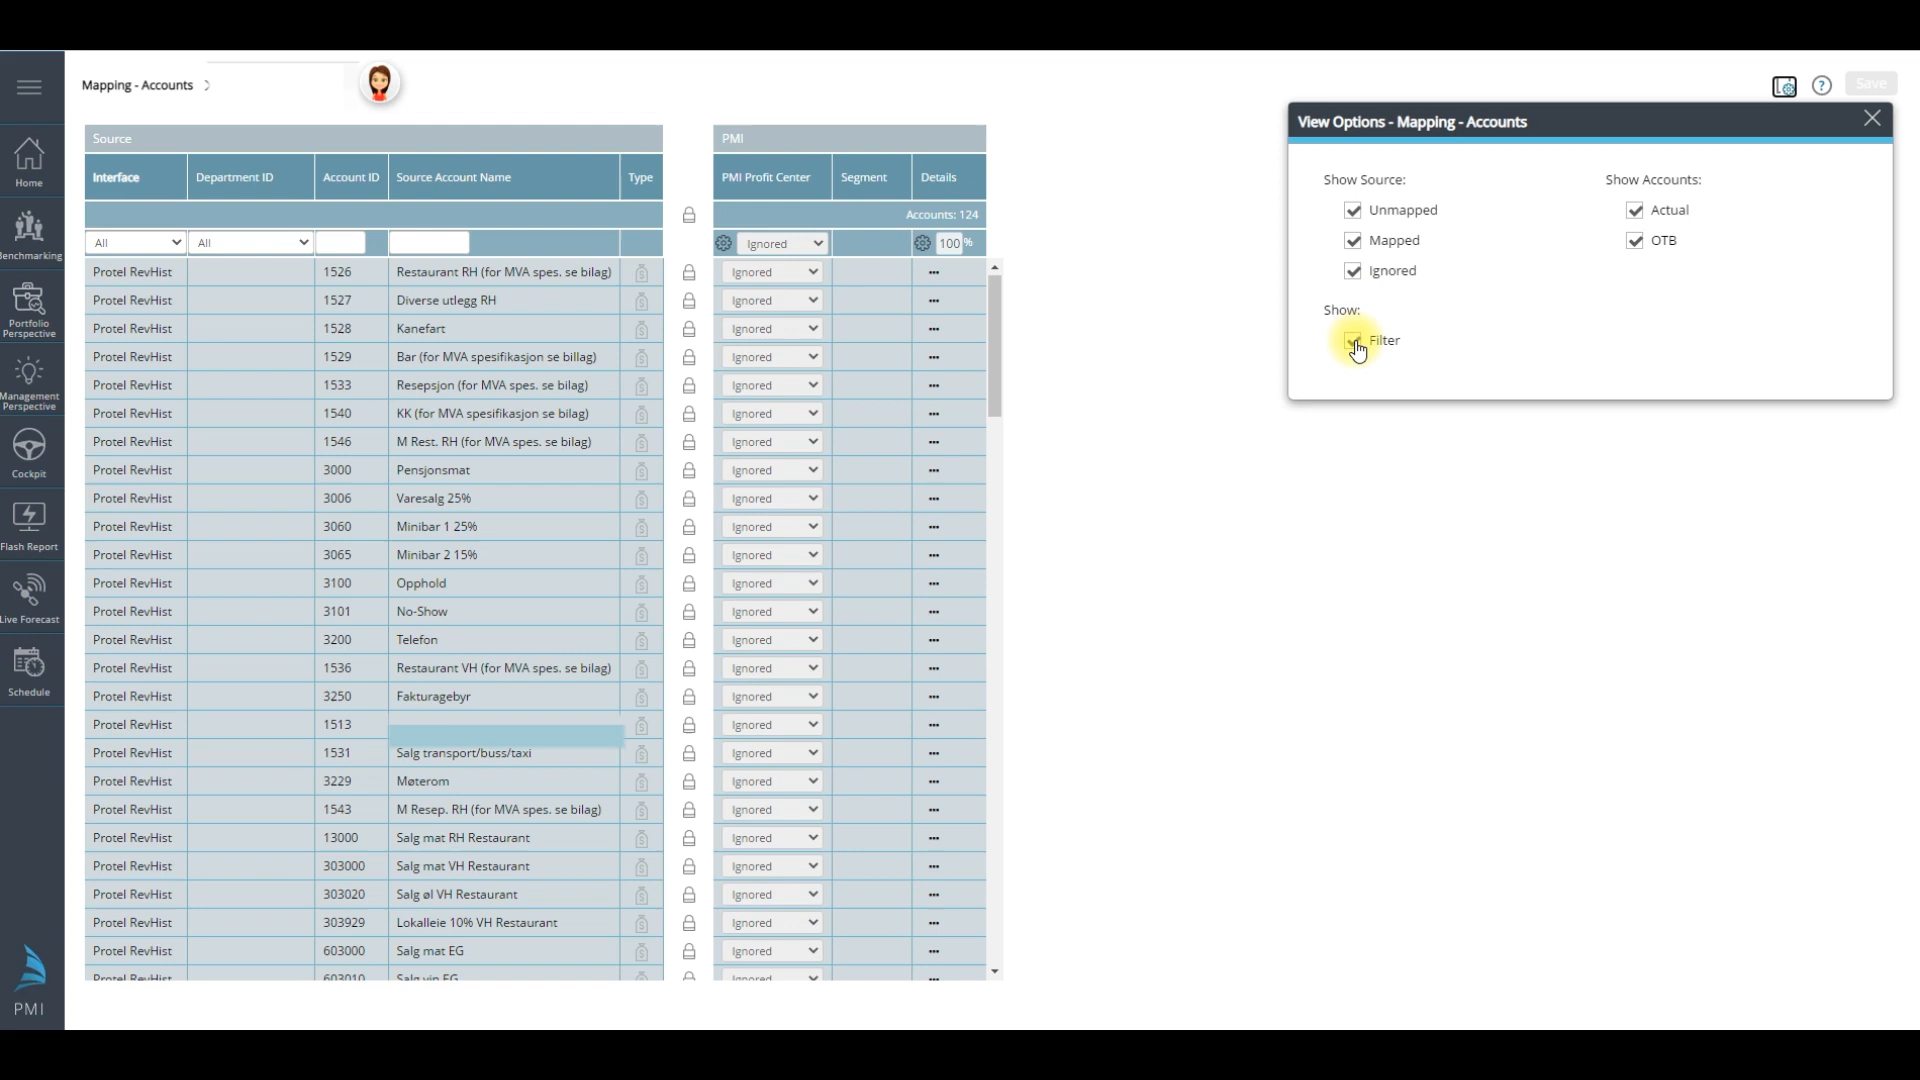 Mapping - Accounts
Save
View Options - Mapping - Accounts
Show Source:
Show Accounts:
Unmapped
Actual
Mapped
OTB
Ignored
Show:
Filter
Home
Benchmarking
Portfolio
Perspective
Management
Perspective
Cockpit
Flash Report
Live Forecast
Schedule
PMI
Source
PMI
Interface Department ID Account ID Source Account Name Type PMI Profit Center Segment Details
Accounts: 124
All All Ignored 100 %
Protel RevHist 1526 Restaurant RH (for MVA spes. se bilag) Ignored
Protel RevHist 1527 Diverse utlegg RH Ignored
Protel RevHist 1528 Kanefart Ignored
Protel RevHist 1529 Bar (for MVA spesifikasjon se billag) Ignored
Protel RevHist 1533 Resepsjon (for MVA spes. se bilag) Ignored
Protel RevHist 1540 KK (for MVA spesifikasjon se bilag) Ignored
Protel RevHist 1546 M Rest. RH (for MVA spes. se bilag) Ignored
Protel RevHist 3000 Pensjonsmat Ignored
Protel RevHist 3006 Varesalg 25% Ignored
Protel RevHist 3060 Minibar 1 25% Ignored
Protel RevHist 3065 Minibar 2 15% Ignored
Protel RevHist 3100 Opphold Ignored
Protel RevHist 3101 No-Show Ignored
Protel RevHist 3200 Telefon Ignored
Protel RevHist 1536 Restaurant VH (for MVA spes. se bilag) Ignored
Protel RevHist 3250 Fakturagebyr Ignored
Protel RevHist 1513 Ignored
Protel RevHist 1531 Salg transport/buss/taxi Ignored
Protel RevHist 3229 Møterom Ignored
Protel RevHist 1543 M Resep. RH (for MVA spes. se bilag) Ignored
Protel RevHist 13000 Salg mat RH Restaurant Ignored
Protel RevHist 303000 Salg mat VH Restaurant Ignored
Protel RevHist 303020 Salg øl VH Restaurant Ignored
Protel RevHist 303929 Lokalleie 10% VH Restaurant Ignored
Protel RevHist 603000 Salg mat EG Ignored
Protel RevHist 603010 Salg vin EG Ignored